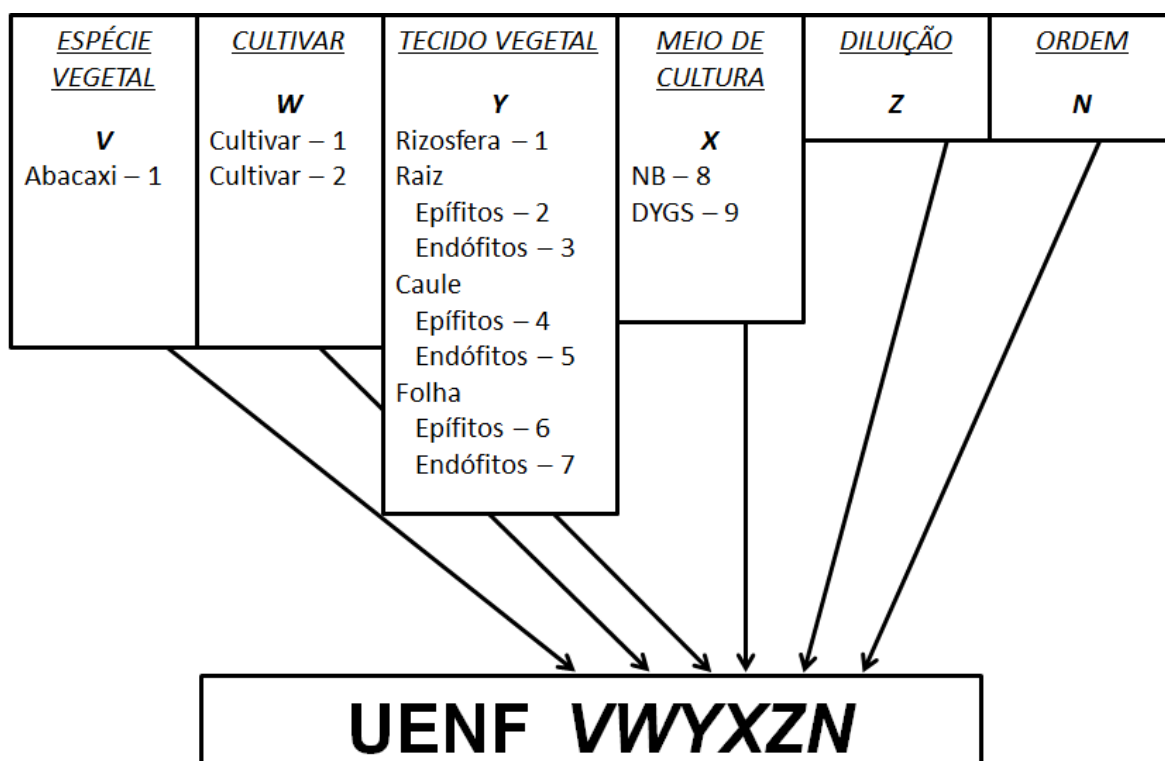 ESPÉCIE
VEGETAL
V
Abacaxi – 1
CULTIVAR
W
Cultivar – 1
Cultivar – 2
TECIDO VEGETAL
Y
Rizosfera – 1
Raiz
Epífitos – 2
Endófitos – 3
Caule
Epífitos – 4
Endófitos – 5
Folha
Epífitos – 6
Endófitos – 7
MEIO DE
CULTURA
X
NB – 8
DYGS – 9
DILUIÇÃO
Z
ORDEM
N
UENF VWYXZN